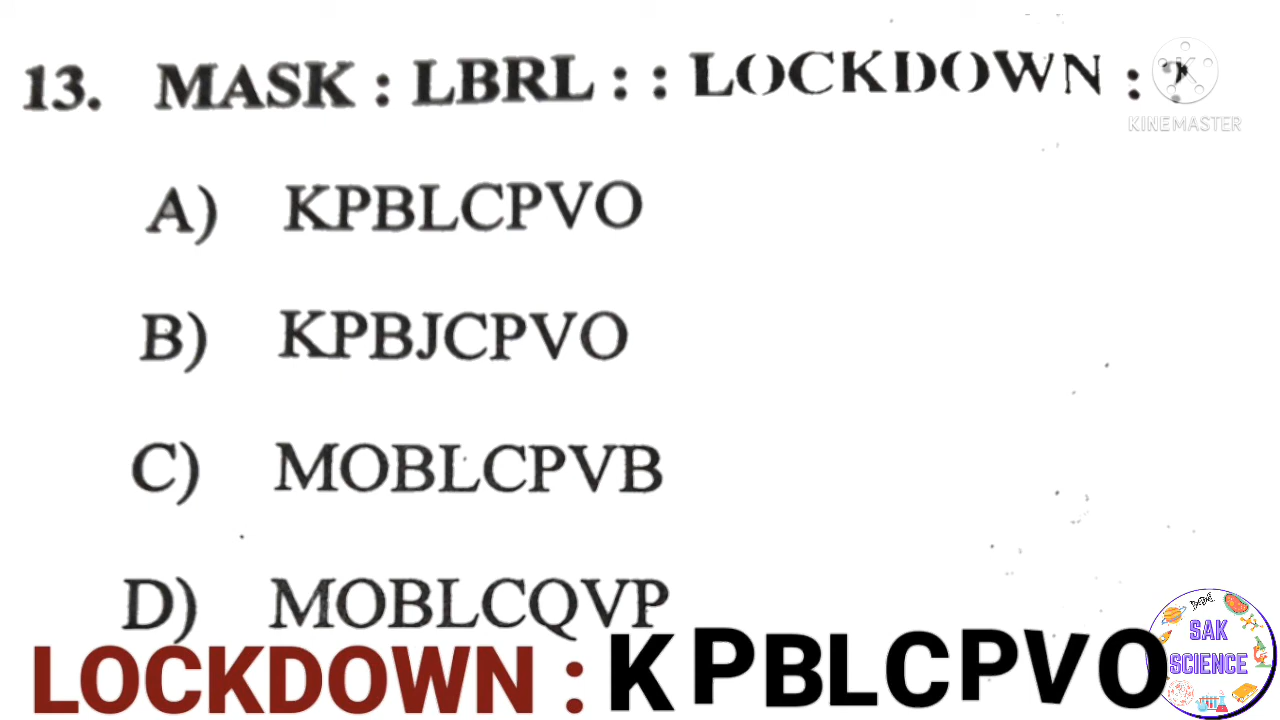 13. MASK : LBRL : : LOCKDOWN : ?
KINEMASTER
A) KPBLCPVO
B) KPBJCPVO
C) MOBLCPVB
D) MOBLCQVP
LOCKDOWN : KPBLCPVO
SAK
SCIENCE